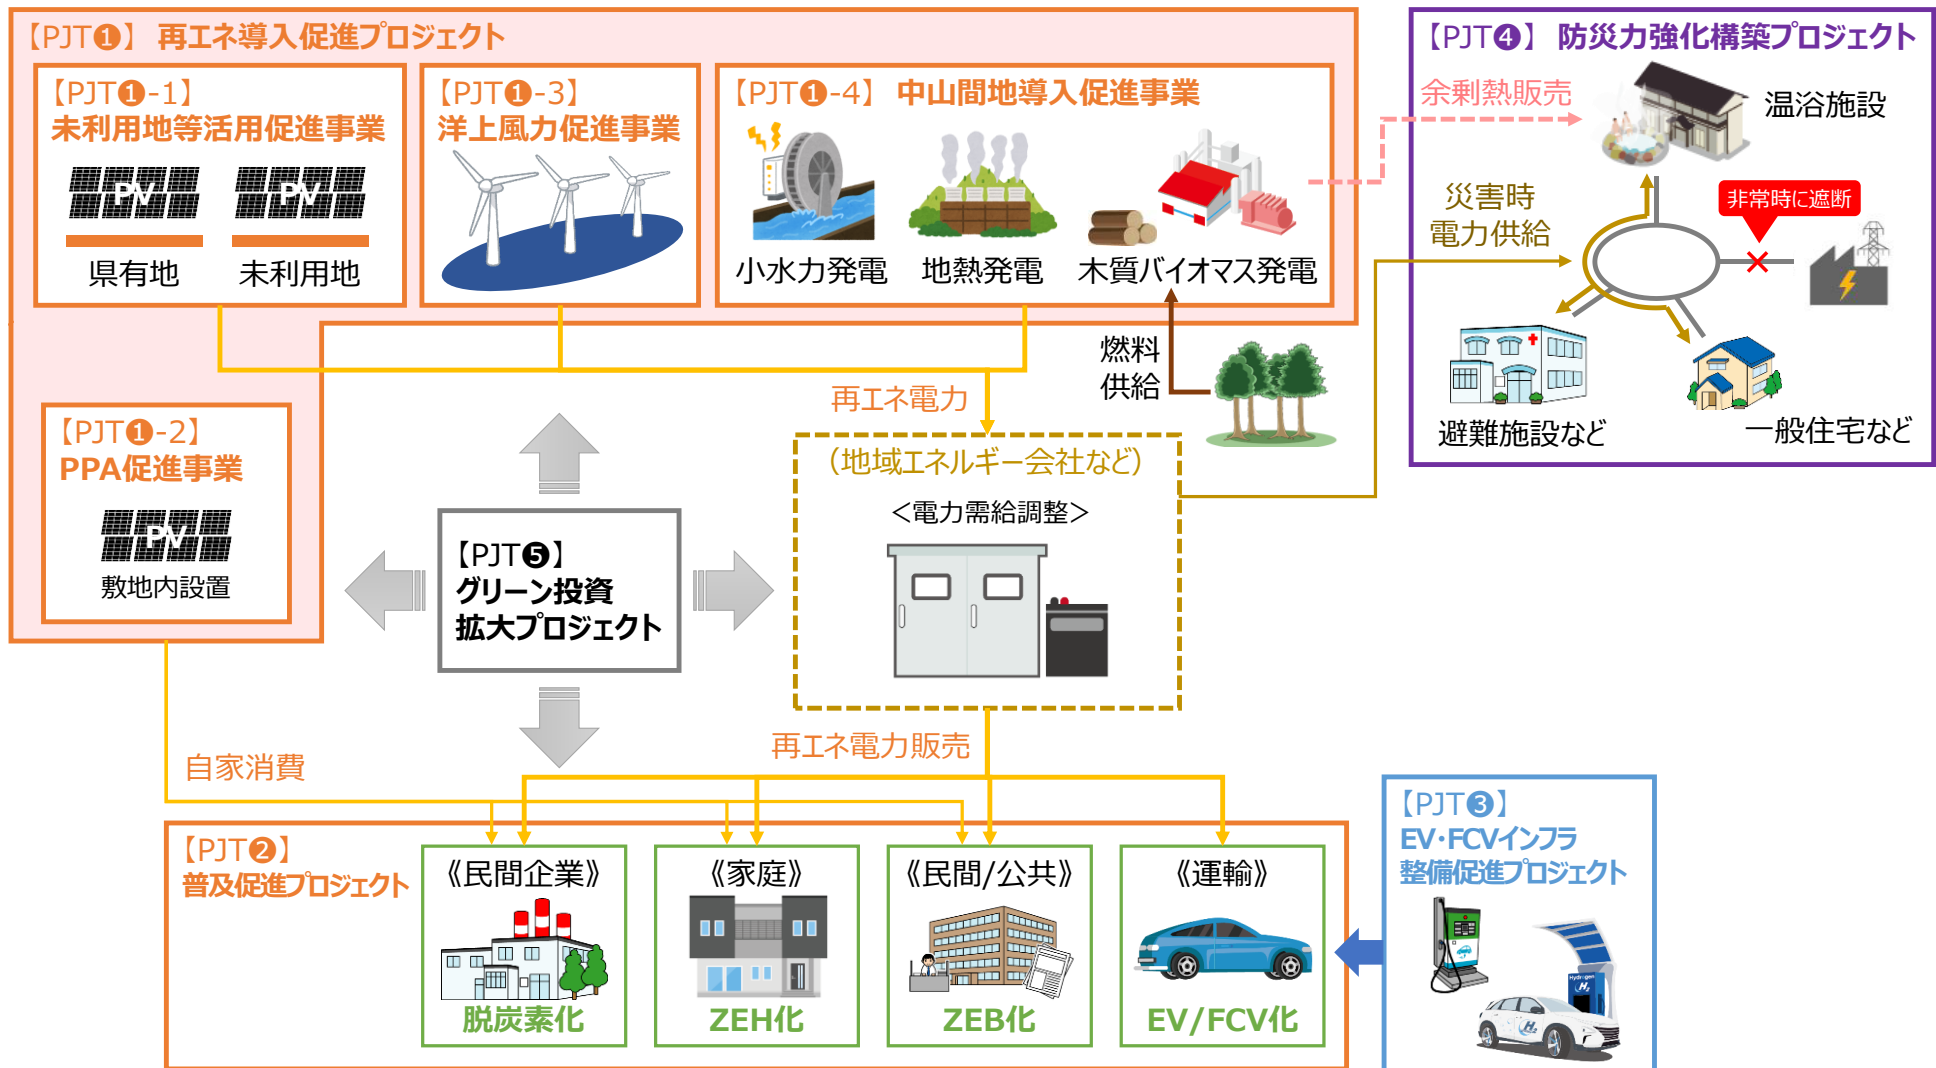 【PJT❶】 再エネ導入促進プロジェクト
【PJT❶-1】
未利用地等活用促進事業
PV
PV
県有地
未利用地
【PJT❶-3】
洋上風力促進事業
【PJT❶-4】 中山間地導入促進事業
小水力発電
地熱発電
木質バイオマス発電
【PJT❹】 防災力強化構築プロジェクト
余剰熱販売
温浴施設
災害時
電力供給
非常時に遮断
避難施設など
一般住宅など
燃料
供給
再エネ電力
【PJT❶-2】
PPA促進事業
PV
敷地内設置
【PJT❺】
グリーン投資
拡大プロジェクト
（地域エネルギー会社など）
＜電力需給調整＞
自家消費
再エネ電力販売
【PJT❷】
普及促進プロジェクト
《民間企業》
脱炭素化
《家庭》
ZEH化
《民間/公共》
ZEB化
《運輸》
EV/FCV化
【PJT❸】
EV・FCVインフラ
整備促進プロジェクト
Hydrogen
H2
H2